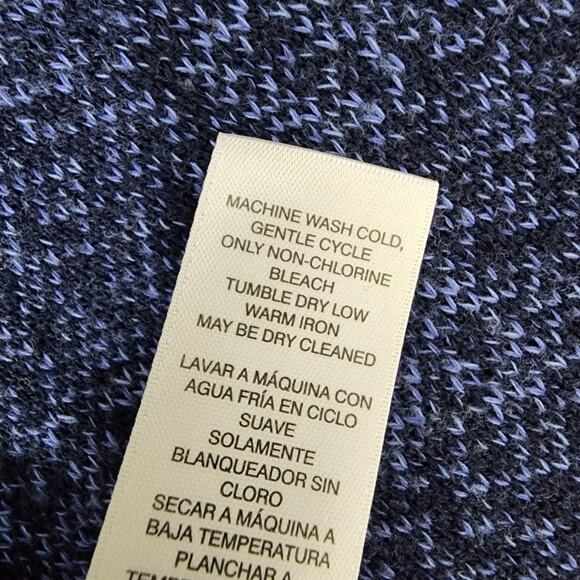 MACHINE WASH COLD,
GENTLE CYCLE
ONLY NON-CHLORINE
BLEACH
TUMBLE DRY LOW
WARM IRON
MAY BE DRY CLEANED
LAVAR A MÁQUINA CON
AGUA FRÍA EN CICLO
SUAVE
SOLAMENTE
BLANQUEADOR SIN
CLORO
SECAR A MÁQUINA A
BAJA TEMPERATURA
PLANCHAR A